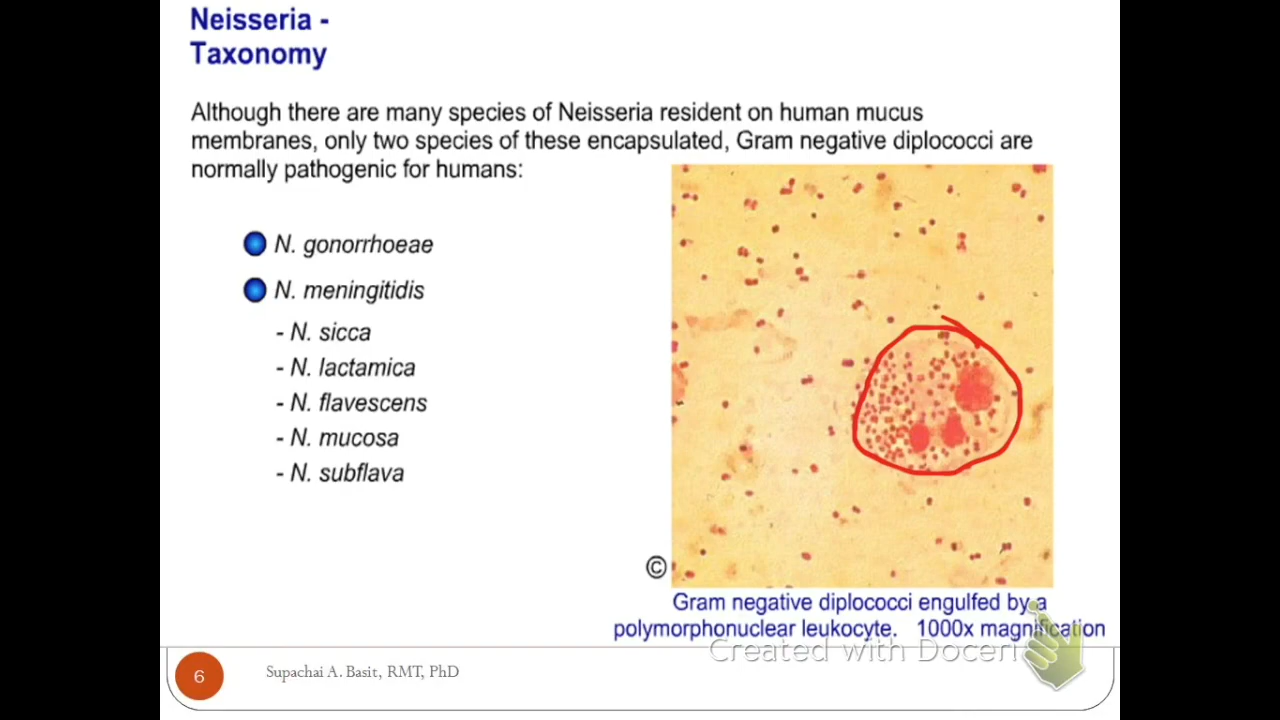 Neisseria -
Taxonomy
Although there are many species of Neisseria resident on human mucus
membranes, only two species of these encapsulated, Gram negative diplococci are
normally pathogenic for humans:
N. gonorrhoeae
N. meningitidis
- N. sicca
- N. lactamica
- N. flavescens
- N. mucosa
- N. subflava
©
Gram negative diplococci engulfed by a
polymorphonuclear leukocyte. 1000x magnification
Created with Doceri
6
Supachai A. Basit, RMT, PhD